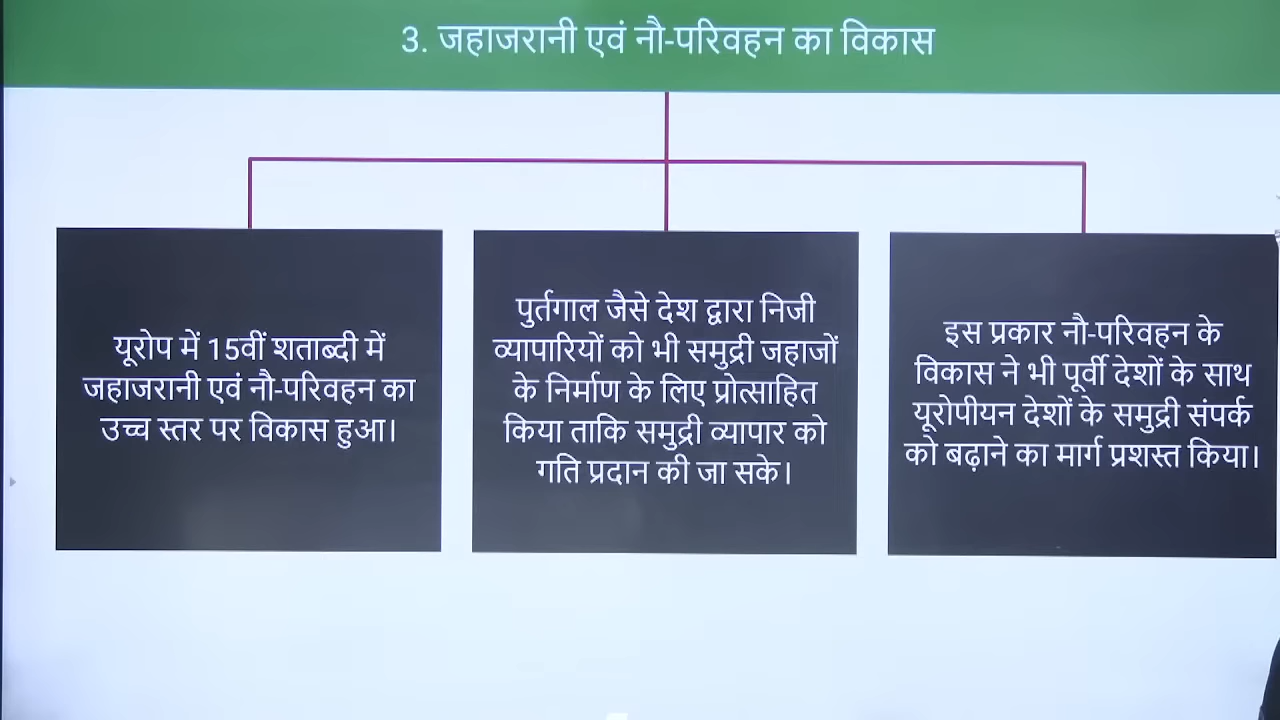 3. जहाजरानी एवं नौ-परिवहन का विकास
यूरोप में 15वीं शताब्दी में
जहाजरानी एवं नौ-परिवहन का
उच्च स्तर पर विकास हुआ।
पुर्तगाल जैसे देश द्वारा निजी
व्यापारियों को भी समुद्री जहाजों
के निर्माण के लिए प्रोत्साहित
किया ताकि समुद्री व्यापार को
गति प्रदान की जा सके।
इस प्रकार नौ-परिवहन के
विकास ने भी पूर्वी देशों के साथ
यूरोपीयन देशों के समुद्री संपर्क
को बढ़ाने का मार्ग प्रशस्त किया।